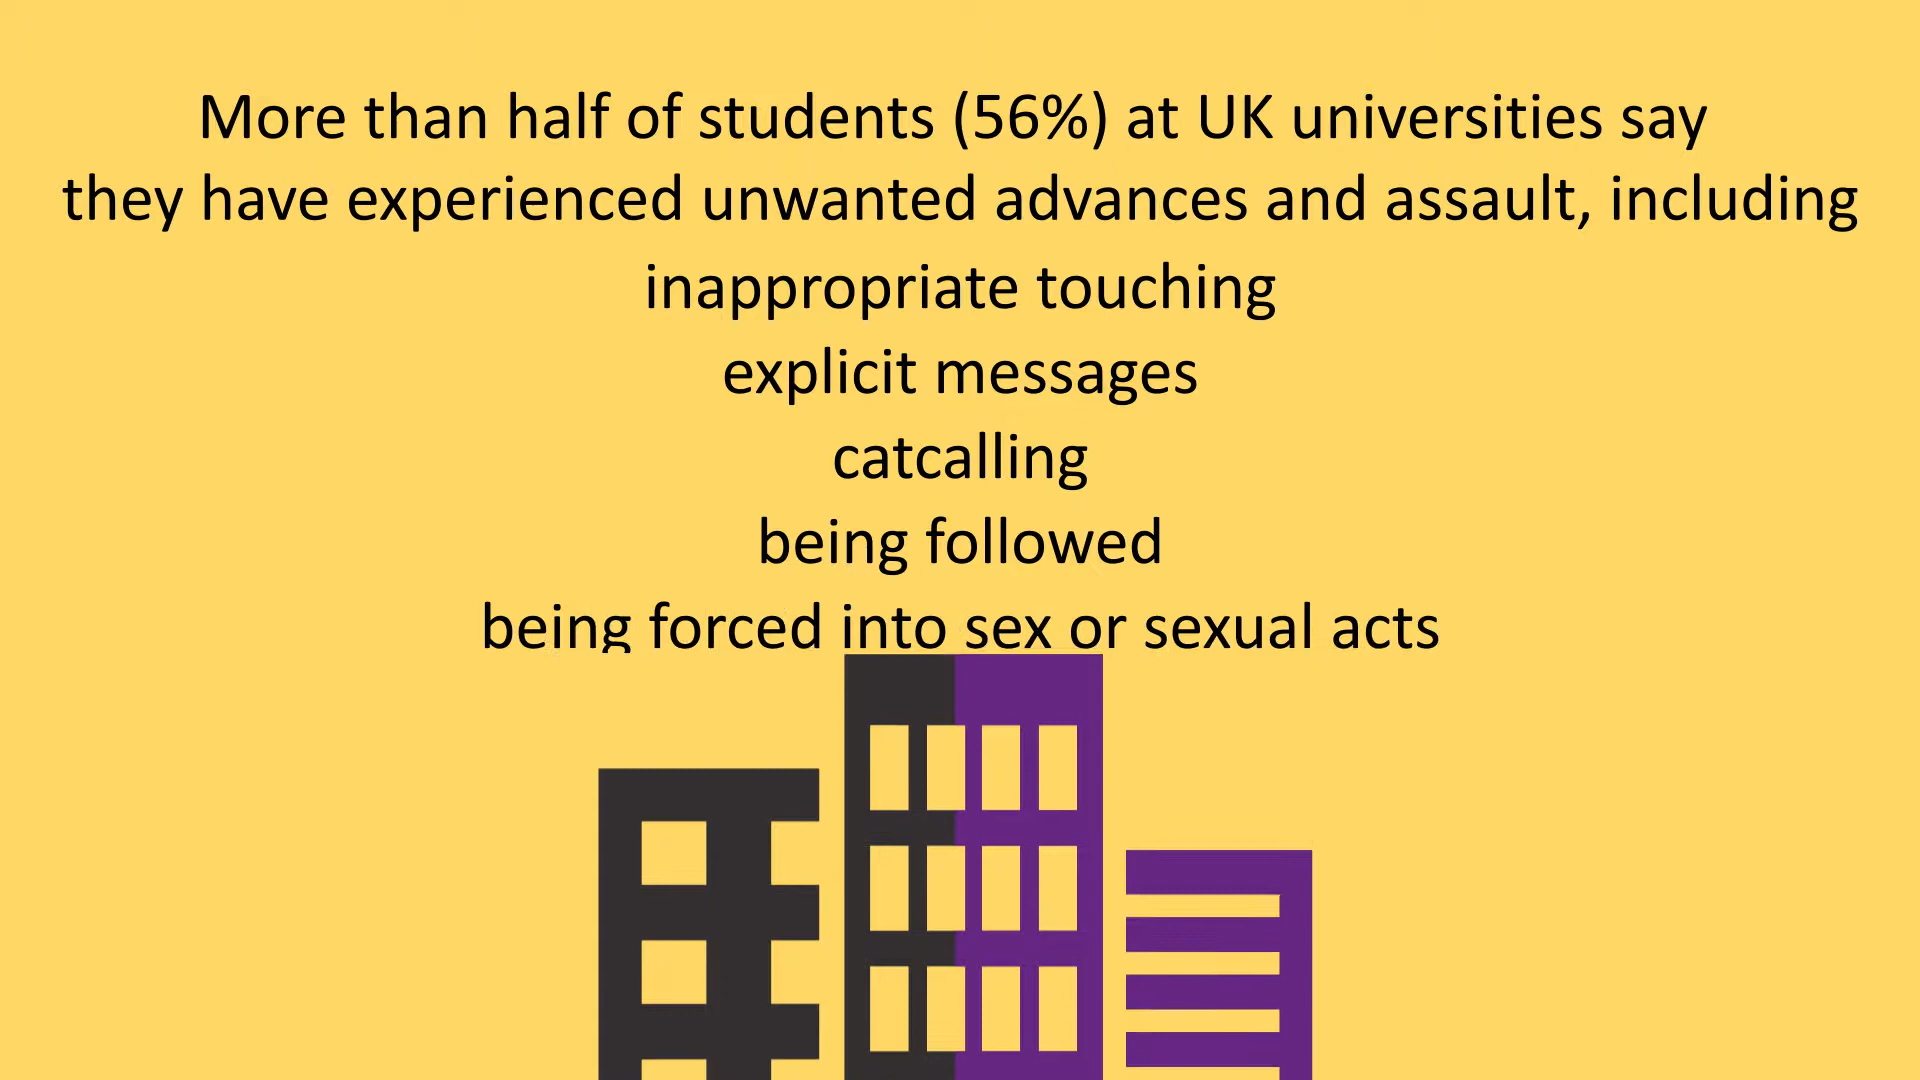 More than half of students (56%) at UK universities say
they have experienced unwanted advances and assault, including
inappropriate touching
explicit messages
catcalling
being followed
being forced into sex or sexual acts